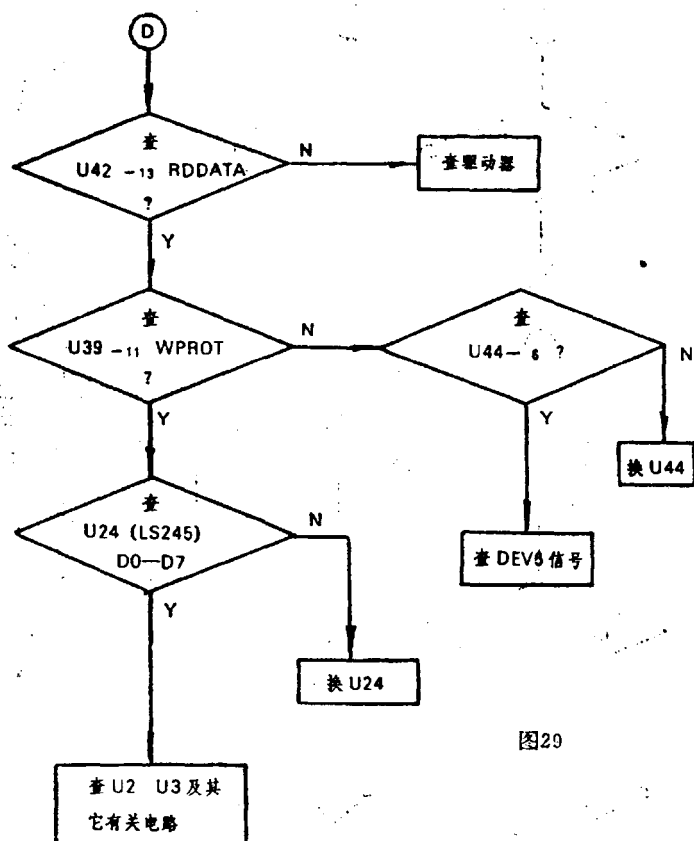 D
查
U42 -13 RDDATA
?
N
查驱动器
Y
查
U39 -11 WPROT
?
N
查
U44- 6 ?
N
Y
Y
换 U44
查
U24 (LS245)
D0—D7
N
查 DEV6 信号
Y
换 U24
图29
查 U2 U3 及其
它有关电路